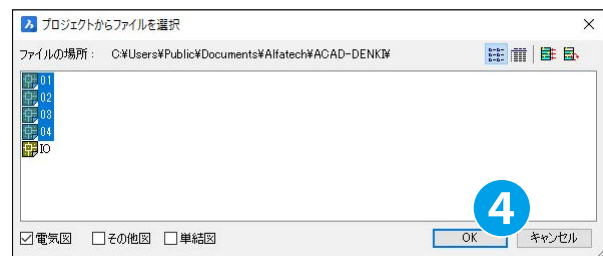 プロジェクトからファイルを選択
ファイルの場所： C:¥Users¥Public¥Documents¥Alfatech¥ACAD-DENKI¥
01
02
03
04
IO
4
電気図 その他図 単結図 OK キャンセル